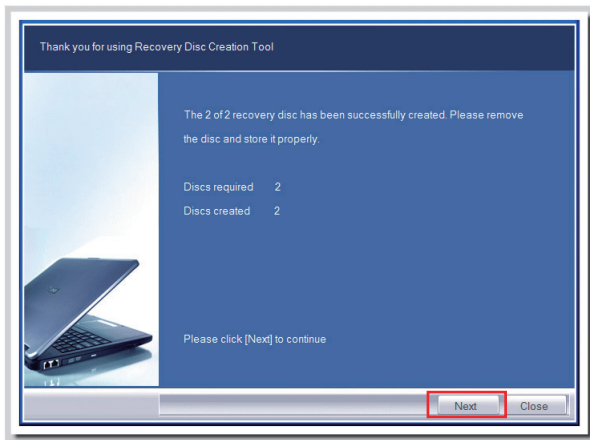 Thank you for using Recovery Disc Creation Tool
The 2 of 2 recovery disc has been successfully created. Please remove
the disc and store it properly.
Discs required 2
Discs created 2
Please click [Next] to continue
Next Close